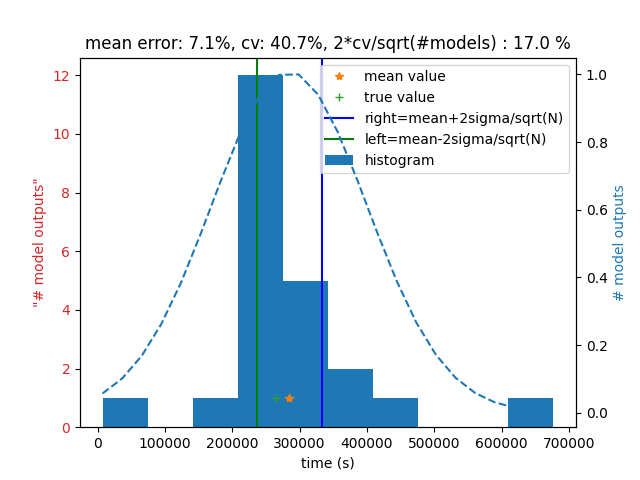 mean error: 7.1%, cv: 40.7%, 2*cv/sqrt(#models) : 17.0 %
mean value
true value
right=mean+2sigma/sqrt(N)
left=mean-2sigma/sqrt(N)
histogram
12
10
8
6
4
2
0
"# model outputs"
1.0
0.8
0.6
0.4
0.2
0.0
# model outputs
0 100000 200000 300000 400000 500000 600000 700000
time (s)